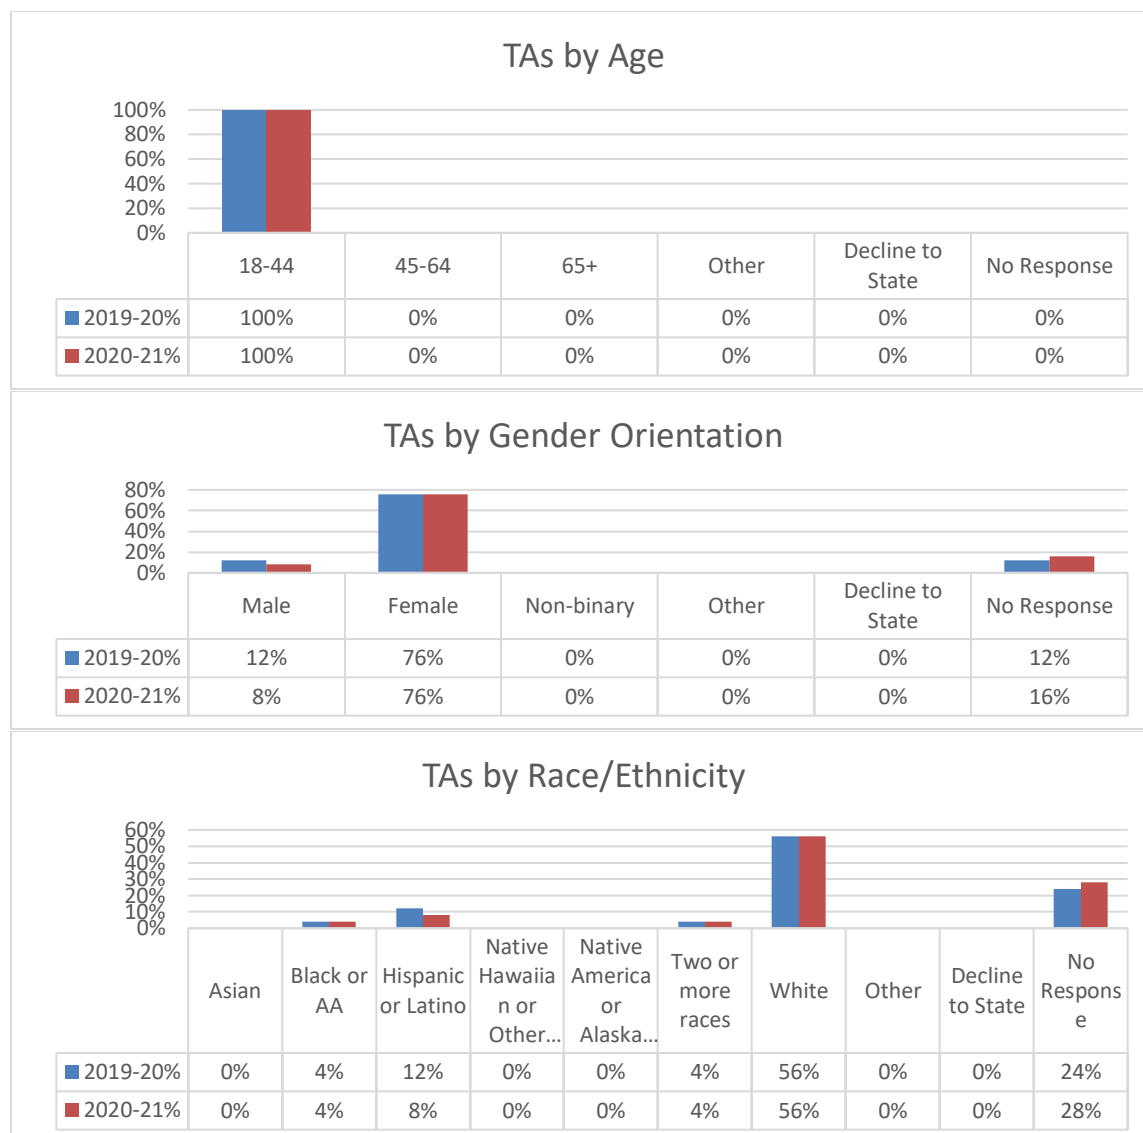 TAs by Age
100%
80%
60%
40%
20%
0%
18-44 45-64 65+ Other Decline to State No Response
2019-20% 100% 0% 0% 0% 0% 0%
2020-21% 100% 0% 0% 0% 0% 0%
TAs by Gender Orientation
80%
60%
40%
20%
0%
Male Female Non-binary Other Decline to State No Response
2019-20% 12% 76% 0% 0% 0% 12%
2020-21% 8% 76% 0% 0% 0% 16%
TAs by Race/Ethnicity
60%
50%
40%
30%
20%
10%
0%
Asian Black or AA Hispanic or Latino Native Hawaiia n or Other... Native America or Alaska... Two or more races White Other Decline to State No Respons e
2019-20% 0% 4% 12% 0% 0% 4% 56% 0% 0% 24%
2020-21% 0% 4% 8% 0% 0% 4% 56% 0% 0% 28%